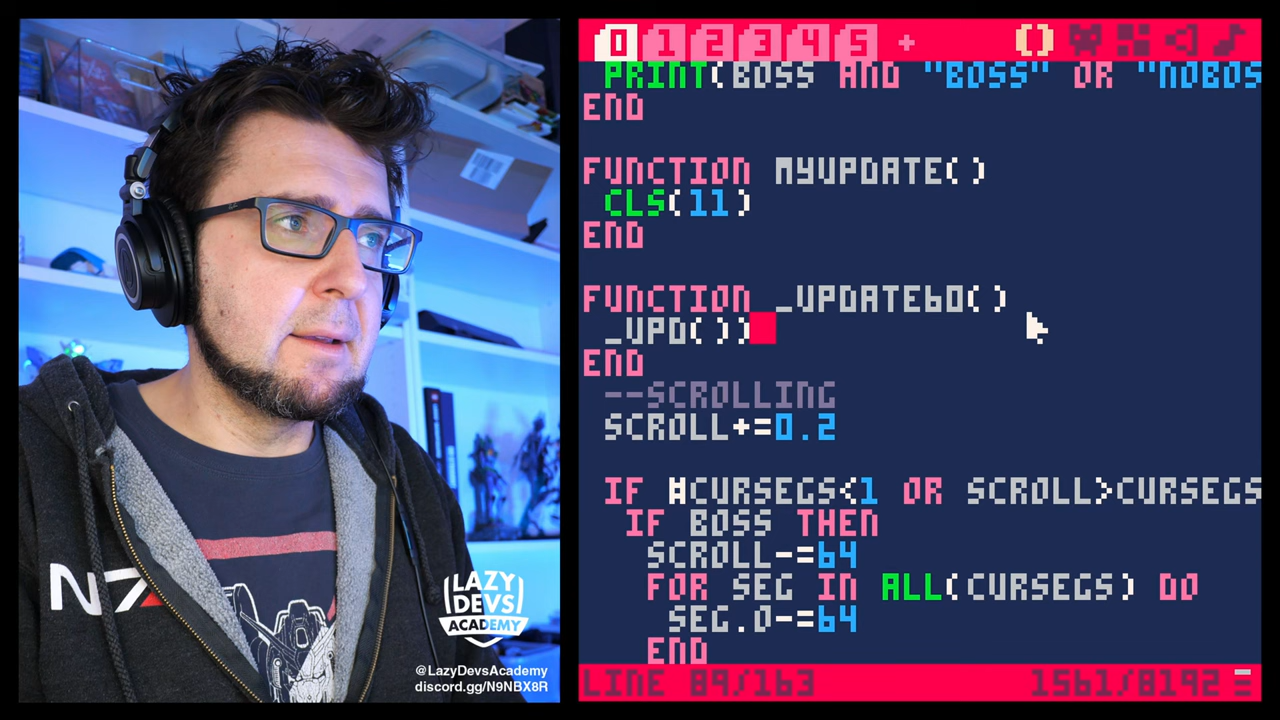 N7
LAZY
DEVS
ACADEMY
@LazyDevsAcademy
discord.gg/N9NBX8R
0 1 2 3 4 5 +
PRINT(BOSS AND "BOSS" OR "NOBOS
END
FUNCTION MYUPDATE()
CLS(11)
END
FUNCTION _UPDATE60()
_UPD())
END
--SCROLLING
SCROLL+=0.2
IF #CURSEGS<1 OR SCROLL>CURSEGS
IF BOSS THEN
SCROLL-=64
FOR SEG IN ALL(CURSEGS) DO
SEG.O-=64
END
LINE 89/163
1561/8192